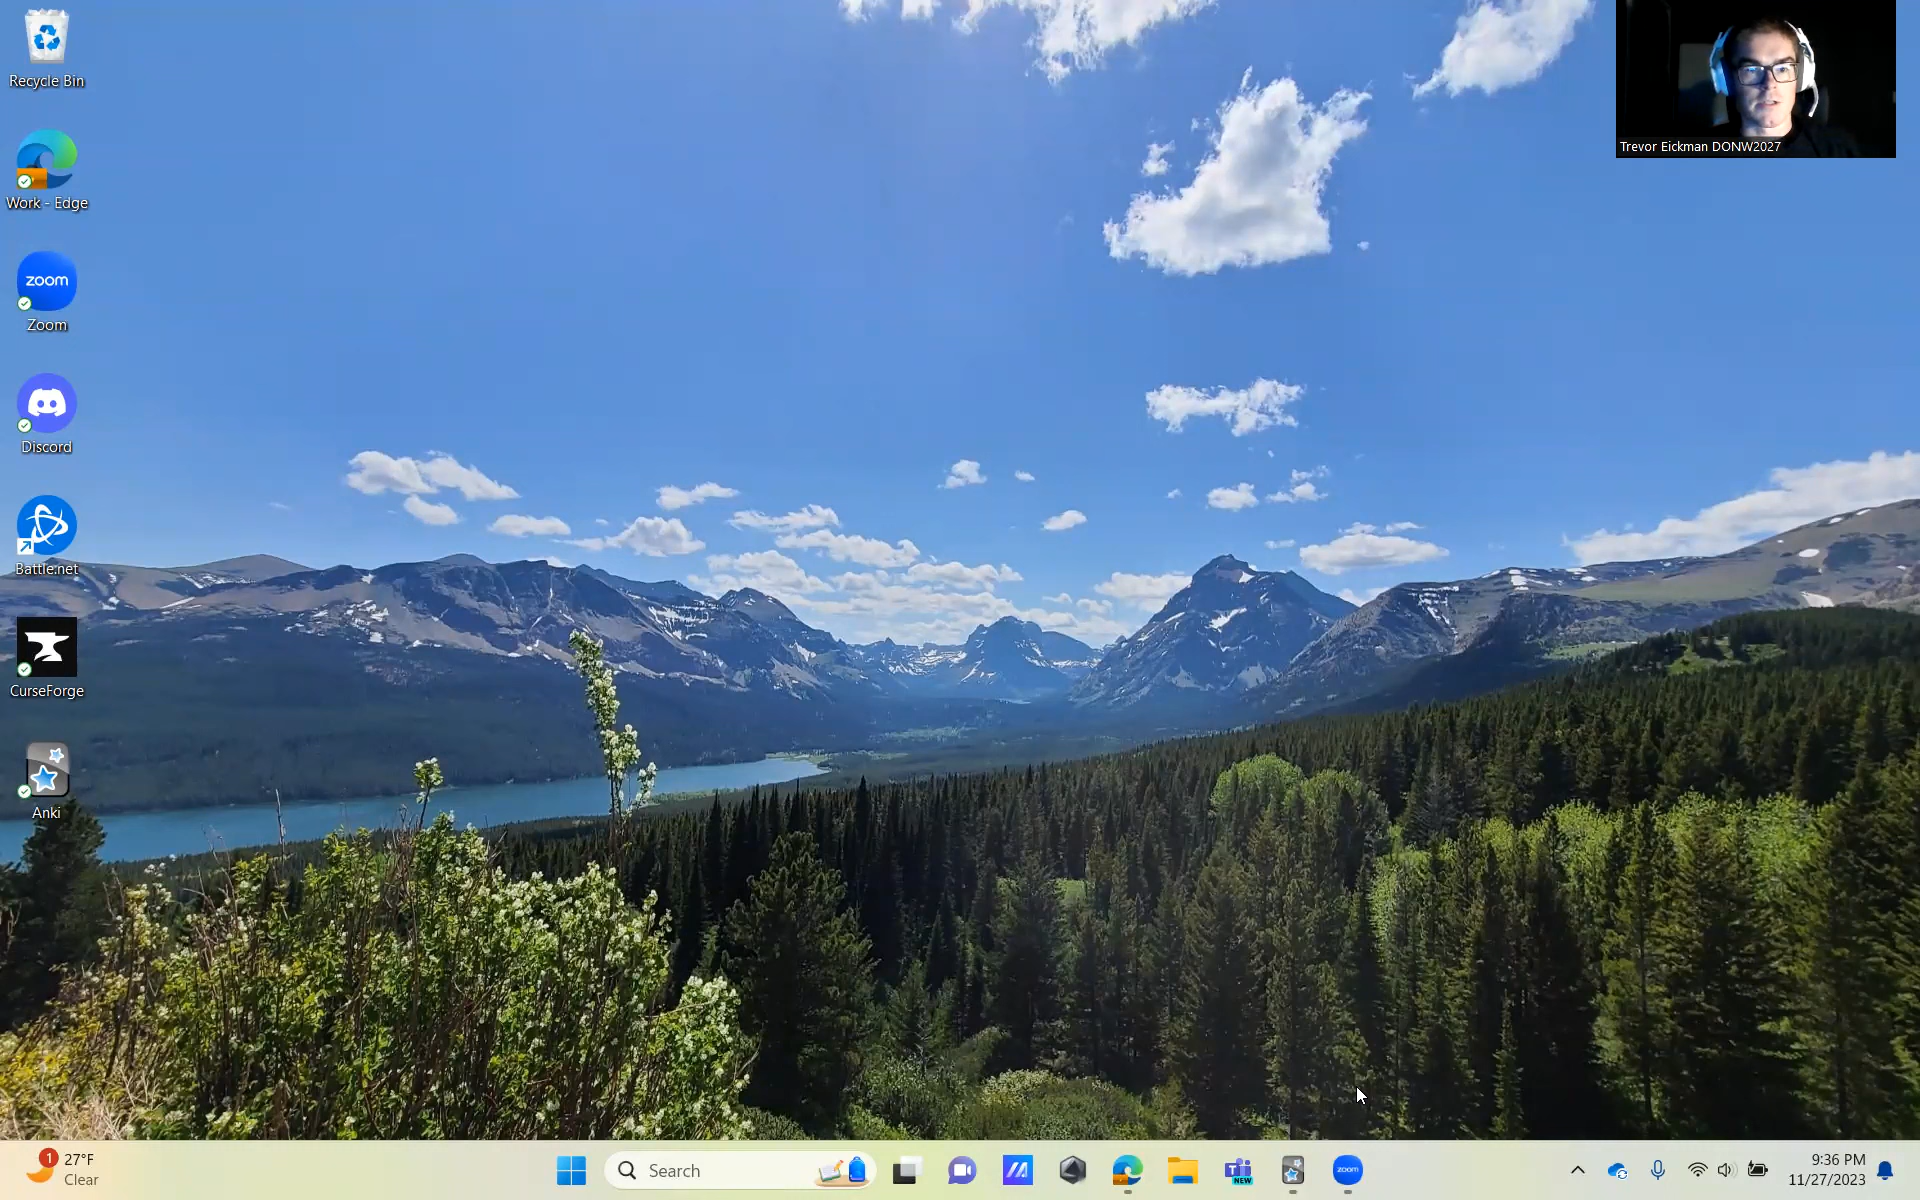 Recycle Bin
Work - Edge
zoom
Zoom
Discord
Battle.net
CurseForge
Anki
Trevor Eickman DONW2027
1
27°F
Clear
Search
NEW
zoom
9:36 PM
11/27/2023